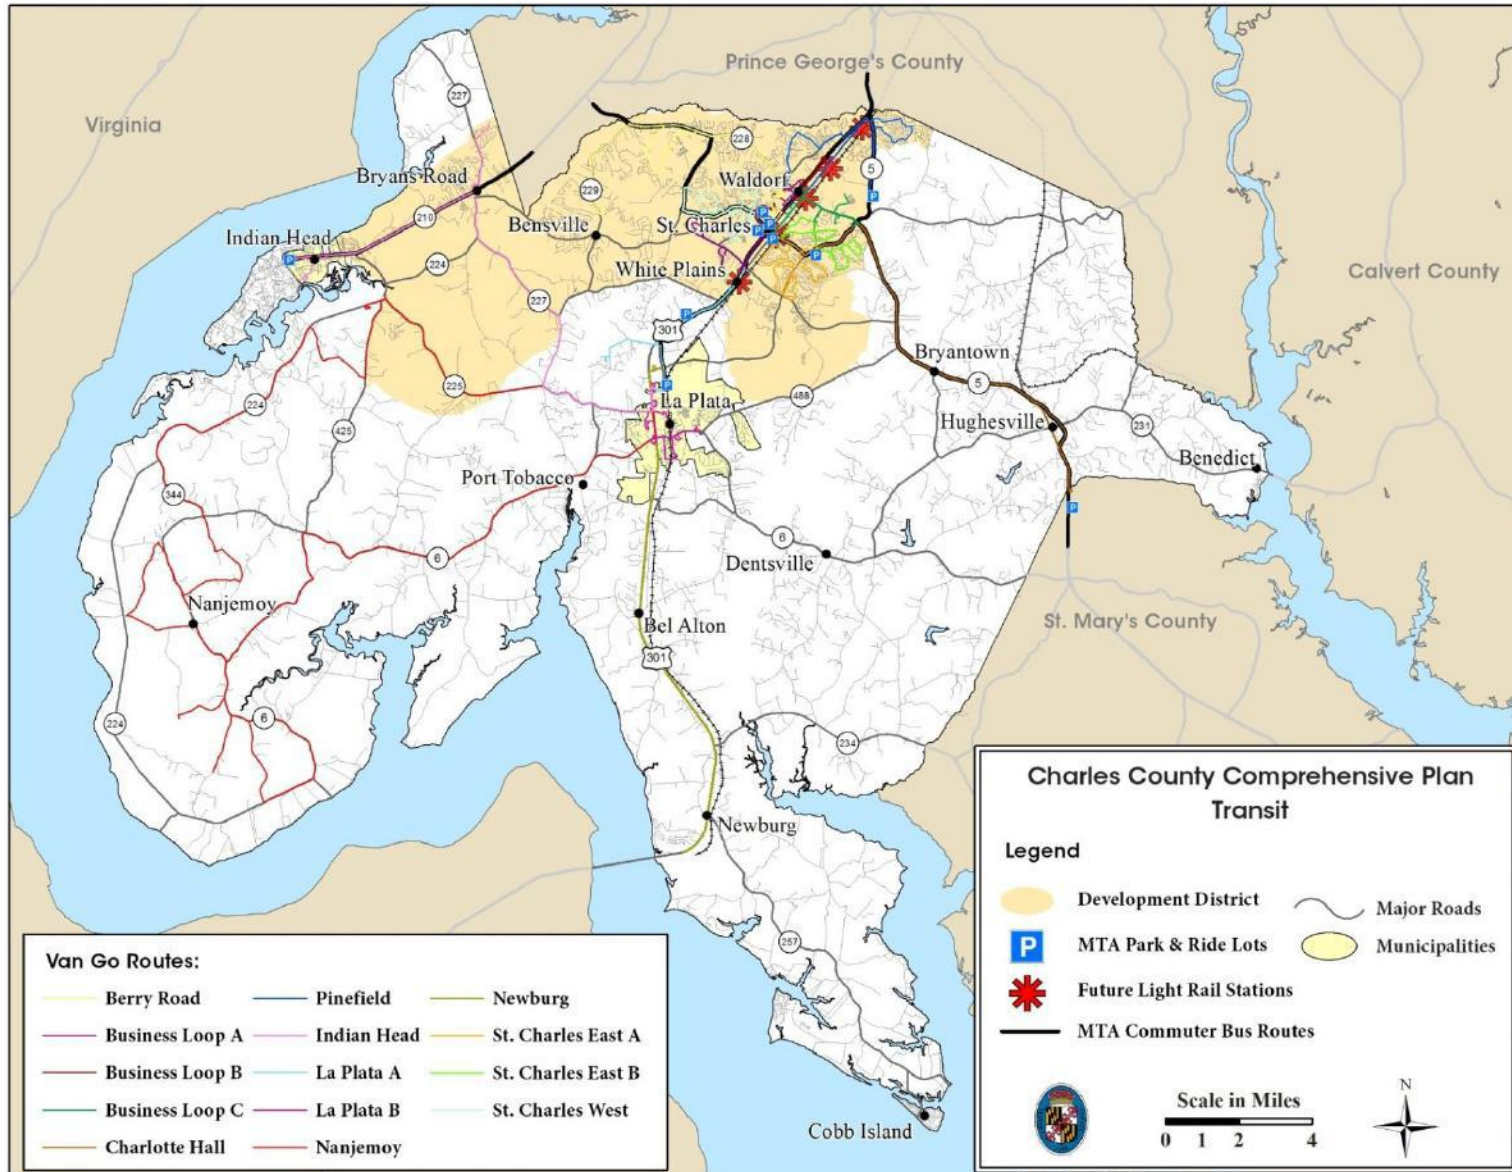 Prince George's County
Virginia
227
228
Bryans Road
Waldorf
5
229
210
Bensville
St. Charles
Indian Head
224
White Plains
Calvert County
227
301
Bryantown
5
225
488
La Plata
224
425
Hughesville
231
Benedict
Port Tobacco
344
6
6
Dentsville
Nanjemoy
St. Mary's County
Bel Alton
301
224
6
234
Newburg
257
Cobb Island
Charles County Comprehensive Plan
Transit
Legend
Development District
Major Roads
P
MTA Park & Ride Lots
Municipalities
Future Light Rail Stations
MTA Commuter Bus Routes
Scale in Miles
0 1 2 4
N
Van Go Routes:
Berry Road
Pinefield
Newburg
Business Loop A
Indian Head
St. Charles East A
Business Loop B
La Plata A
St. Charles East B
Business Loop C
La Plata B
St. Charles West
Charlotte Hall
Nanjemoy